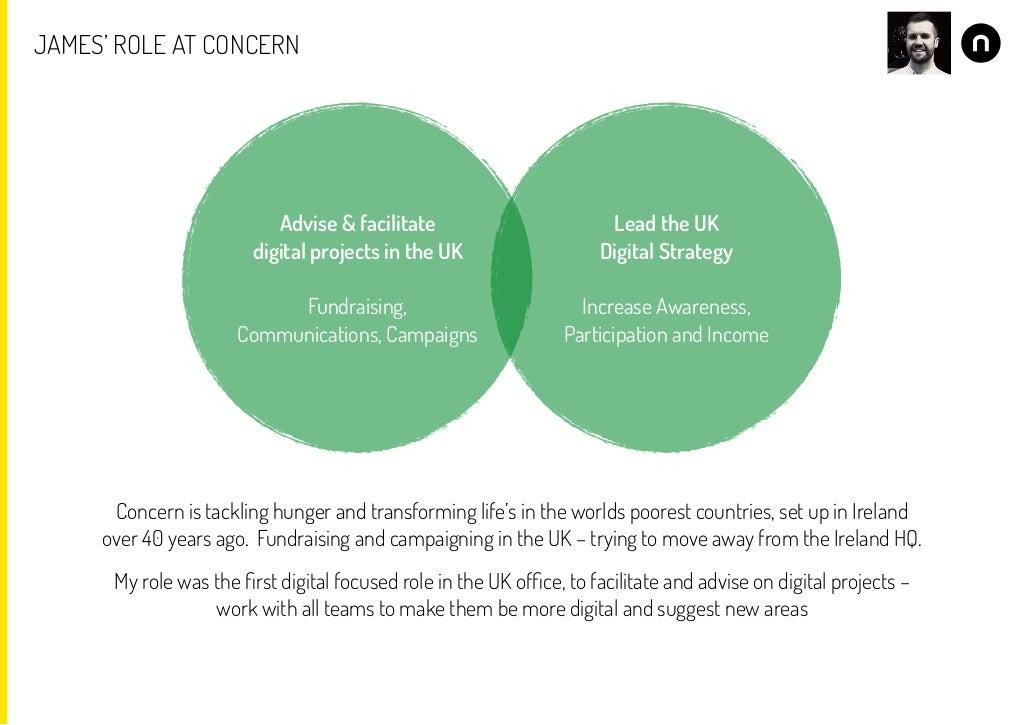 JAMES’ ROLE AT CONCERN
n
Advise & facilitate
digital projects in the UK
Fundraising,
Communications, Campaigns
Lead the UK
Digital Strategy
Increase Awareness,
Participation and Income
Concern is tackling hunger and transforming life’s in the worlds poorest countries, set up in Ireland
over 40 years ago.  Fundraising and campaigning in the UK – trying to move away from the Ireland HQ.
My role was the first digital focused role in the UK office, to facilitate and advise on digital projects –
work with all teams to make them be more digital and suggest new areas